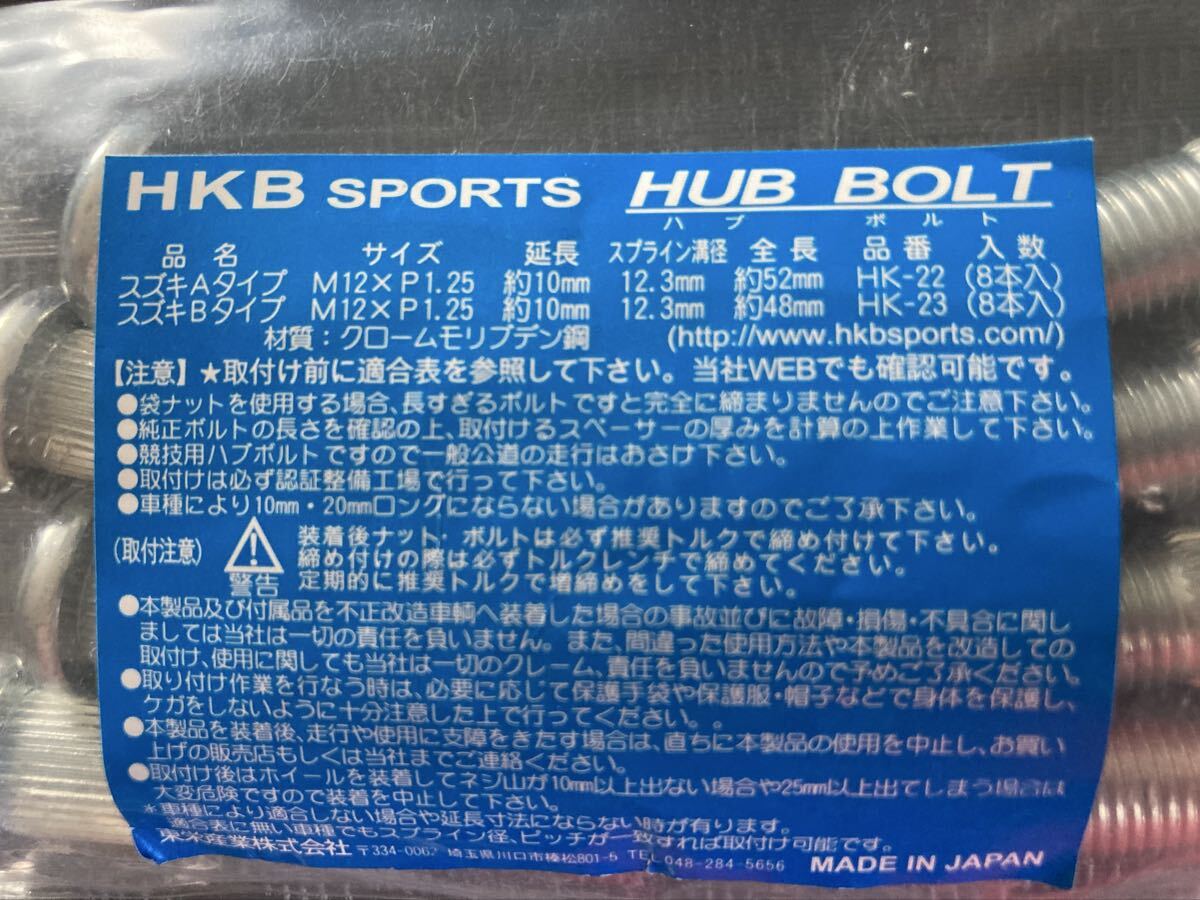 HKB SPORTS HUB BOLT
ハブ ボルト
品名 サイズ 延長 スプライン溝径 全長 品番 入数
スズキAタイプ M12×P1.25 約10mm 12.3mm 約52mm HK-22 (8本入)
スズキBタイプ M12×P1.25 約10mm 12.3mm 約48mm HK-23 (8本入)
材質：クロームモリブデン鋼 (http://www.hkbsports.com/)
【注意】★取付け前に適合表を参照して下さい。当社WEBでも確認可能です。
●袋ナットを使用する場合、長すぎるボルトですと完全に締まりませんのでご注意下さい。
●純正ボルトの長さを確認の上、取付けるスペーサーの厚みを計算の上作業して下さい。
●競技用ハブボルトですので一般公道の走行はおさけ下さい。
●取付けは必ず認証整備工場で行って下さい。
●車種により10mm・20mmロングにならない場合がありますのでご了承下さい。
(取付注意) 警告
装着後ナット・ボルトは必ず推奨トルクで締め付けて下さい。
締め付けの際は必ずトルクレンチで締めてください。
定期的に推奨トルクで増締めをして下さい。
●本製品及び付属品を不正改造車輌へ装着した場合の事故並びに故障・損傷・不具合に関し
ましては当社は一切の責任を負いません。また、間違った使用方法や本製品を改造しての
取付け、使用に関しても当社は一切のクレーム、責任を負いませんので予めご了承ください。
●取り付け作業を行なう時は、必要に応じて保護手袋や保護服・帽子などで身体を保護し、
ケガをしないように十分注意した上で行ってください。
●本製品を装着後、走行や使用に支障をきたす場合は、直ちに本製品の使用を中止し、お買い
上げの販売店もしくは当社までご連絡ください。
●取付け後はホイールを装着してネジ山が10mm以上出ない場合や25mm以上出てしまう場合は
大変危険ですので装着を中止して下さい。
＊車種により適合しない場合や延長寸法にならない時が有ります。
適合表に無い車種でもスプライン径、ピッチが一致すれば取付け可能です。
東栄産業株式会社 〒334-0062 埼玉県川口市榛松801-5 TEL 048-284-5656 MADE IN JAPAN